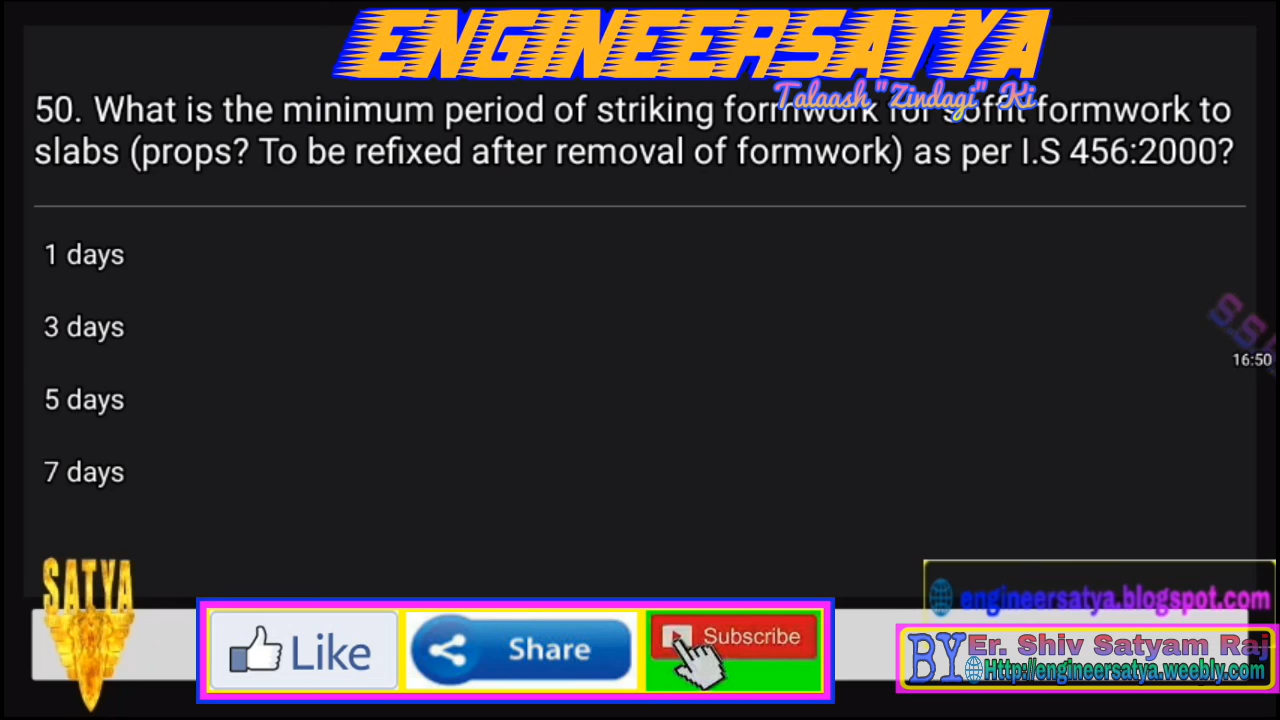 ENGINEERSATYA
Talaash "Zindagi" Ki
50. What is the minimum period of striking formwork for soffit formwork to
slabs (props? To be refixed after removal of formwork) as per I.S 456:2000?
1 days
3 days
16:50
5 days
7 days
SATYA
Like
Share
Subscribe
engineersatya.blogspot.com
BY Er. Shiv Satyam Raj
Http://engineersatya.weebly.com